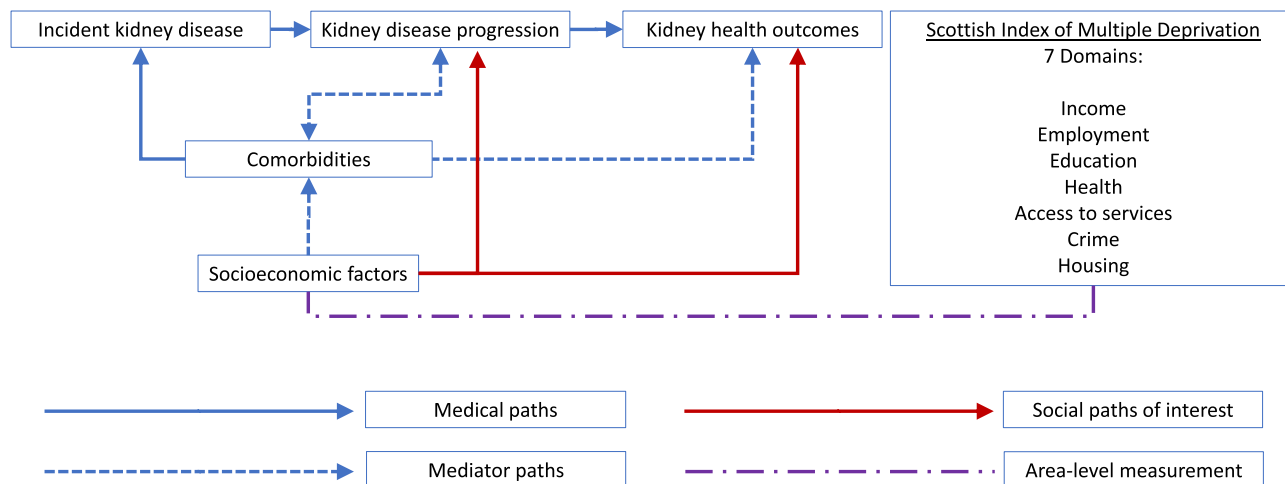 Incident kidney disease
Kidney disease progression
Kidney health outcomes
Comorbidities
Socioeconomic factors
Scottish Index of Multiple Deprivation
7 Domains:
Income
Employment
Education
Health
Access to services
Crime
Housing
Medical paths
Social paths of interest
Mediator paths
Area-level measurement